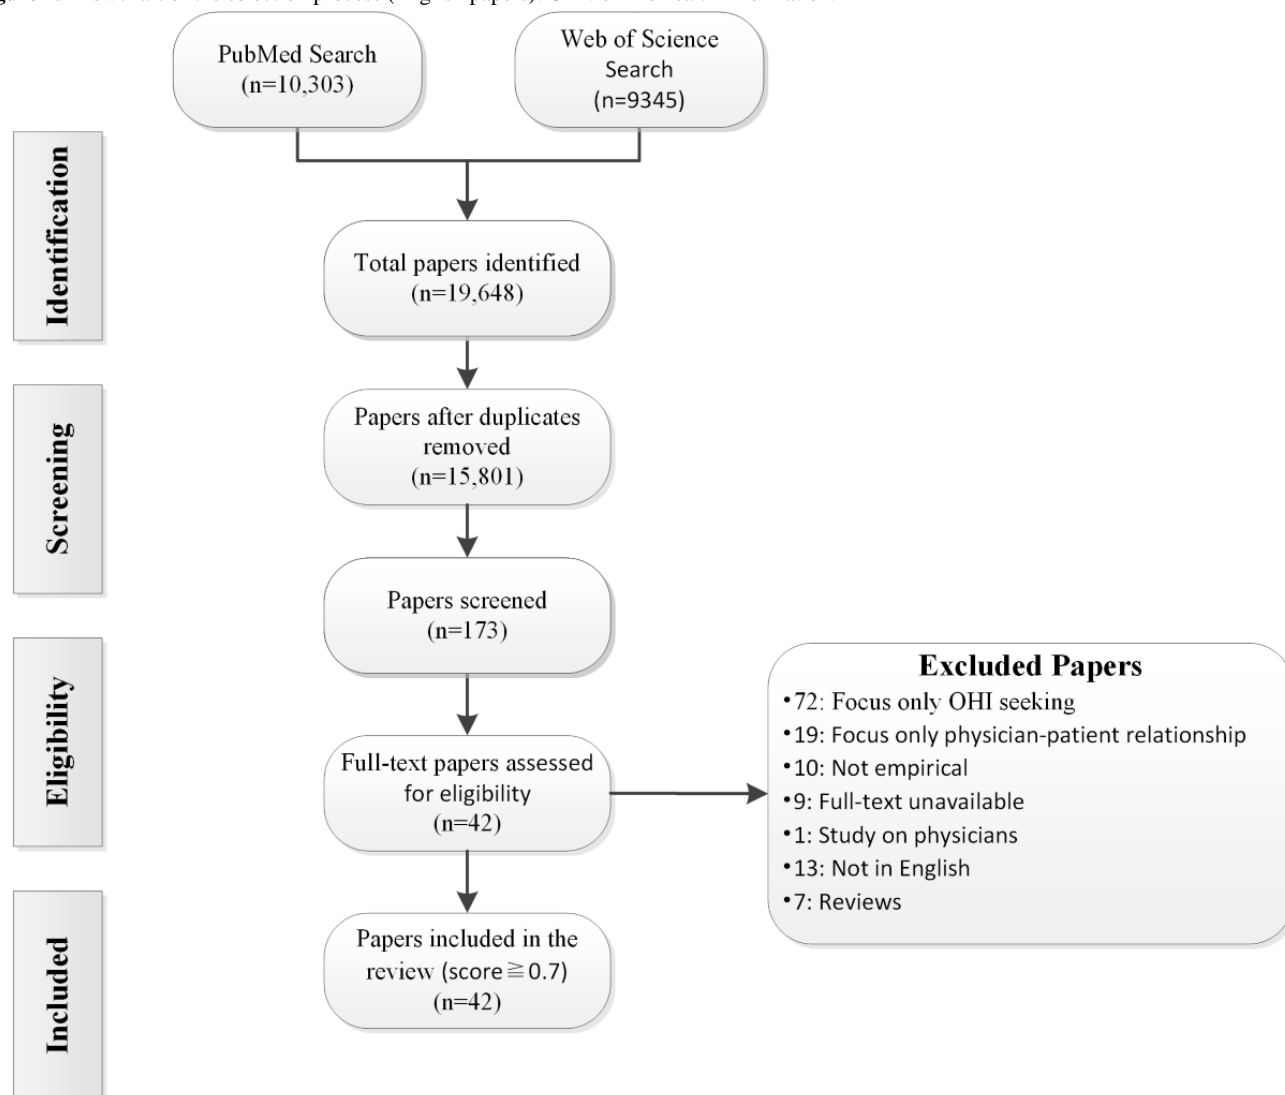 PubMed Search
(n=10,303)
Web of Science
Search
(n=9345)
Identification
Total papers identified
(n=19,648)
Screening
Papers after duplicates
removed
(n=15,801)
Papers screened
(n=173)
Eligibility
Full-text papers assessed
for eligibility
(n=42)
Excluded Papers
•72: Focus only OHI seeking
•19: Focus only physician-patient relationship
•10: Not empirical
•9: Full-text unavailable
•1: Study on physicians
•13: Not in English
•7: Reviews
Included
Papers included in the
review (score≧0.7)
(n=42)